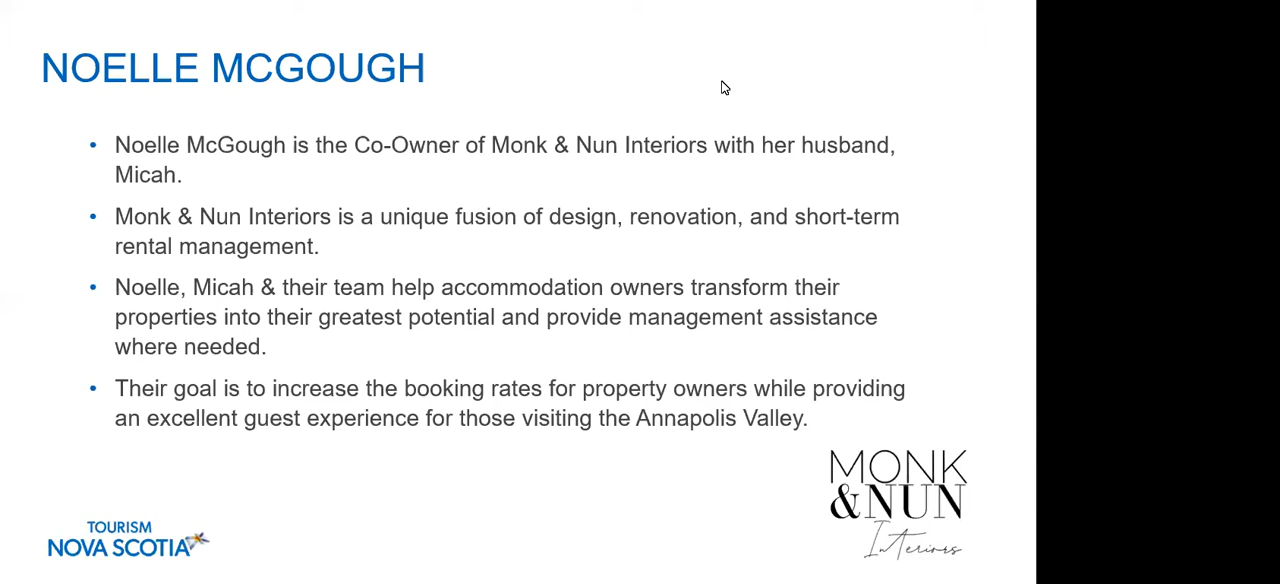 NOELLE MCGOUGH
• Noelle McGough is the Co-Owner of Monk & Nun Interiors with her husband,
Micah.
• Monk & Nun Interiors is a unique fusion of design, renovation, and short-term
rental management.
• Noelle, Micah & their team help accommodation owners transform their
properties into their greatest potential and provide management assistance
where needed.
• Their goal is to increase the booking rates for property owners while providing
an excellent guest experience for those visiting the Annapolis Valley.
MONK
&NUN
Interiors
TOURISM
NOVA SCOTIA